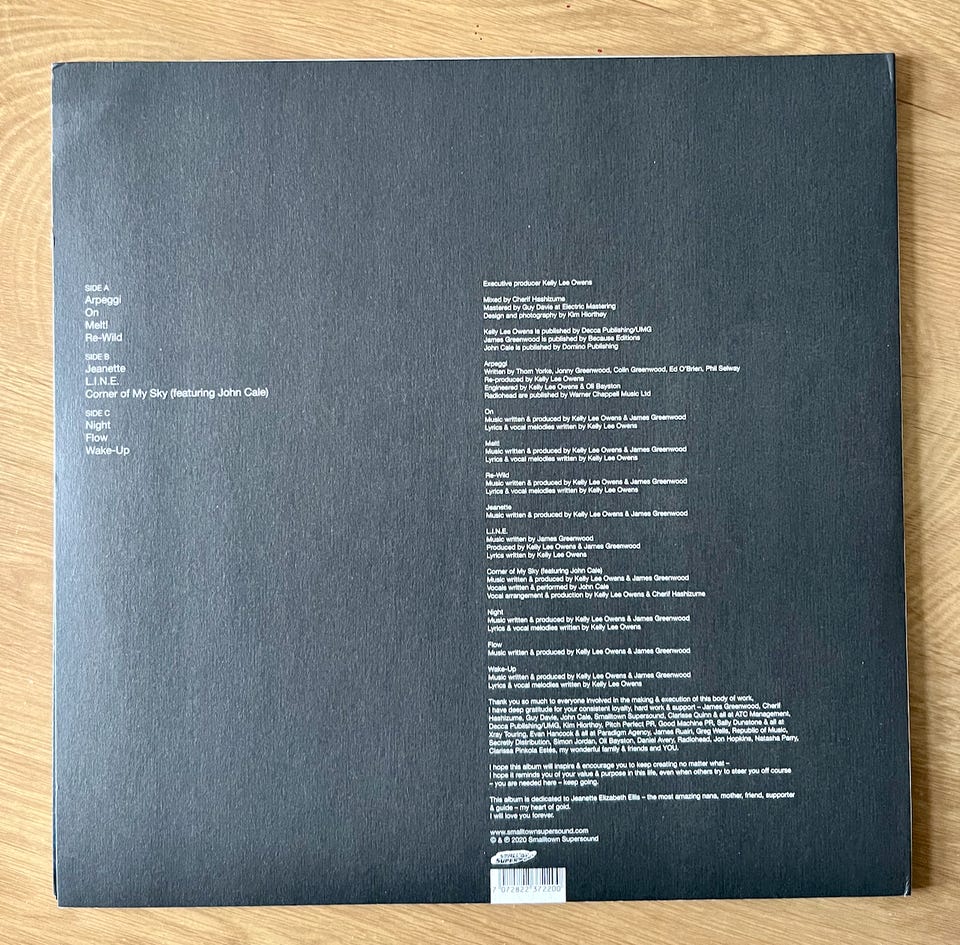 SIDE A
Arpeggi
On
Melt!
Re-Wild
SIDE B
Jeanette
L.I.N.E.
Corner of My Sky (featuring John Cale)
SIDE C
Night
Flow
Wake-Up
Executive producer Kelly Lee Owens
Mixed by Cherif Hashizume
Mastered by Guy Davie at Electric Mastering
Design and photography by Kim Hiorthøy
Kelly Lee Owens is published by Decca Publishing/UMG
James Greenwood is published by Because Editions
John Cale is published by Domino Publishing
Arpeggi
Written by Thom Yorke, Jonny Greenwood, Colin Greenwood, Ed O'Brien, Phil Selway
Re-produced by Kelly Lee Owens
Engineered by Kelly Lee Owens & Oli Bayston
Radiohead are published by Warner Chappell Music Ltd
On
Music written & produced by Kelly Lee Owens & James Greenwood
Lyrics & vocal melodies written by Kelly Lee Owens
Melt!
Music written & produced by Kelly Lee Owens & James Greenwood
Lyrics & vocal melodies written by Kelly Lee Owens
Re-Wild
Music written & produced by Kelly Lee Owens & James Greenwood
Lyrics & vocal melodies written by Kelly Lee Owens
Jeanette
Music written & produced by Kelly Lee Owens & James Greenwood
L.I.N.E.
Music written by James Greenwood
Produced by Kelly Lee Owens & James Greenwood
Lyrics written by Kelly Lee Owens
Corner of My Sky (featuring John Cale)
Music written & produced by Kelly Lee Owens & James Greenwood
Vocals written & performed by John Cale
Vocal arrangement & production by Kelly Lee Owens & Cherif Hashizume
Night
Music written & produced by Kelly Lee Owens & James Greenwood
Lyrics & vocal melodies written by Kelly Lee Owens
Flow
Music written & produced by Kelly Lee Owens & James Greenwood
Wake-Up
Music written & produced by Kelly Lee Owens & James Greenwood
Lyrics & vocal melodies written by Kelly Lee Owens
Thank you so much to everyone involved in the making & execution of this body of work,
I have deep gratitude for your consistent loyalty, hard work & support – James Greenwood, Cherif
Hashizume, Guy Davie, John Cale, Smalltown Supersound, Clarisse Quinn & all at ATC Management,
Decca Publishing/UMG, Kim Hiorthøy, Pitch Perfect PR, Good Machine PR, Sally Dunstone & all at
Xray Touring, Evan Hancook & all at Paradigm Agency, James Ruairi, Greg Wells, Republic of Music,
Secretly Distribution, Simon Jordan, Oli Bayston, Daniel Avery, Radiohead, Jon Hopkins, Natasha Parry,
Clarissa Pinkola Estés, my wonderful family & friends and YOU.
I hope this album will inspire & encourage you to keep creating no matter what –
I hope it reminds you of your value & purpose in this life, even when others try to steer you off course
– you are needed here – keep going.
This album is dedicated to Jeanette Elizabeth Ellis – the most amazing nana, mother, friend, supporter
& guide – my heart of gold.
I will love you forever.
www.smalltownsupersound.com
© & ℗ 2020 Smalltown Supersound
7 072822 372200